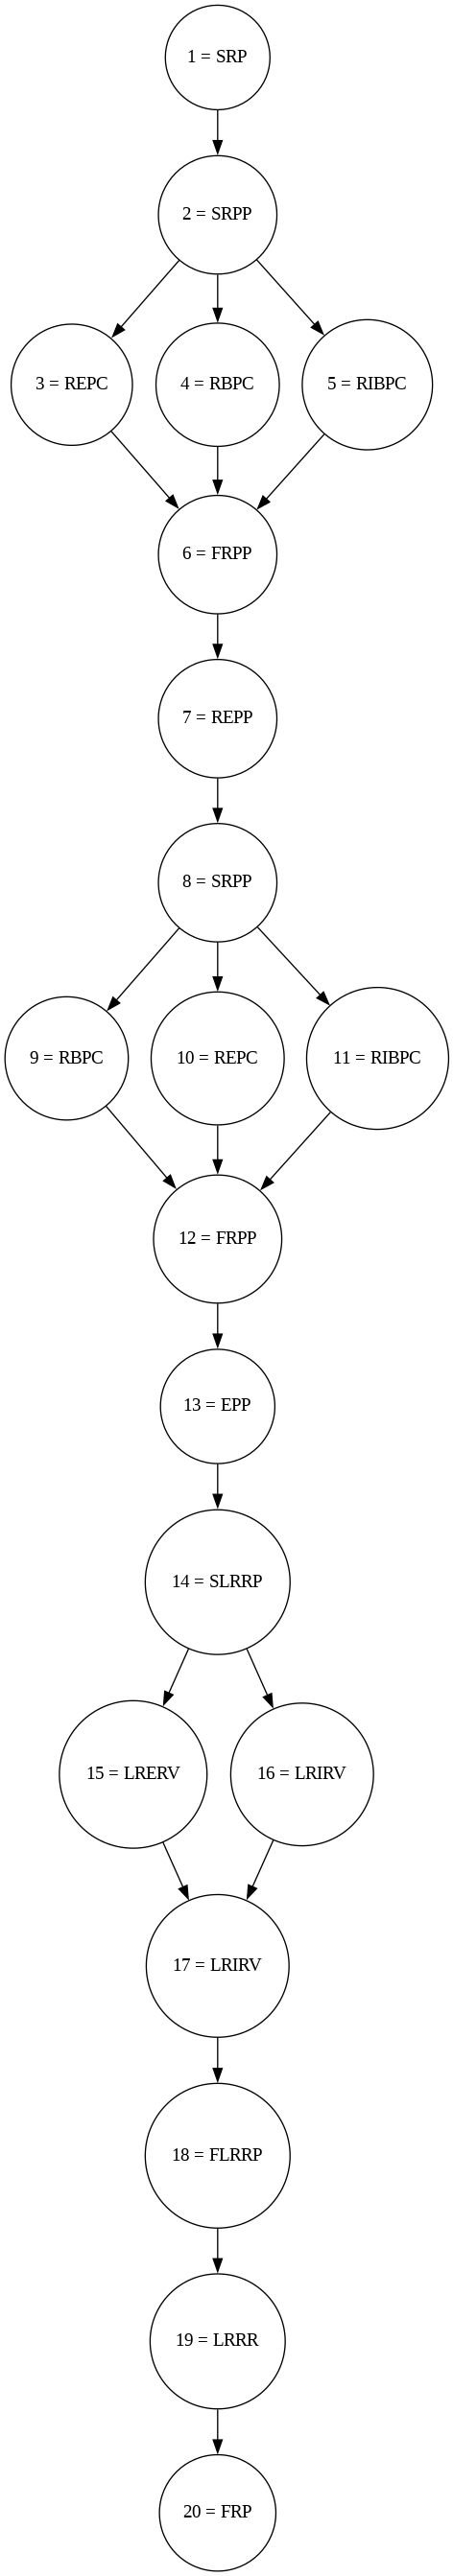 1 = SRP
2 = SRPP
3 = REPC
4 = RBPC
5 = RIBPC
6 = FRPP
7 = REPP
8 = SRPP
9 = RBPC
10 = REPC
11 = RIBPC
12 = FRPP
13 = EPP
14 = SLRRP
15 = LRERV
16 = LRIRV
17 = LRIRV
18 = FLRRP
19 = LRRR
20 = FRP